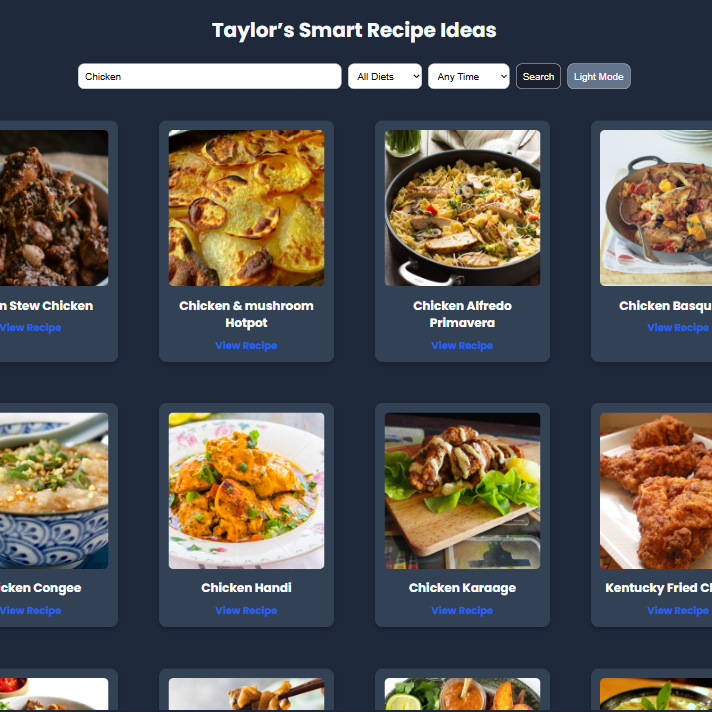 Taylor’s Smart Recipe Ideas
Chicken
All Diets
Any Time
Search
Light Mode
n Stew Chicken
View Recipe
Chicken & mushroom
Hotpot
View Recipe
Chicken Alfredo
Primavera
View Recipe
Chicken Basqu
View Recipe
cken Congee
View Recipe
Chicken Handi
View Recipe
Chicken Karaage
View Recipe
Kentucky Fried Ch
View Recipe